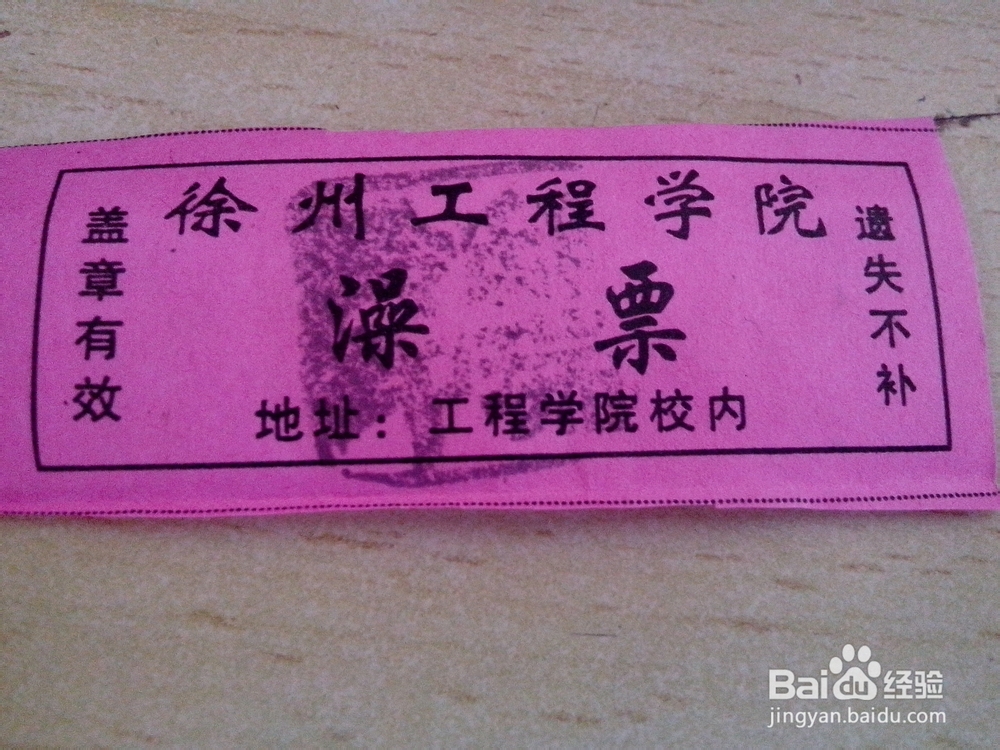 徐州工程学院
盖章有效
澡票
遗失不补
地址：工程学院校内
Baidu经验
jingyan.baidu.com